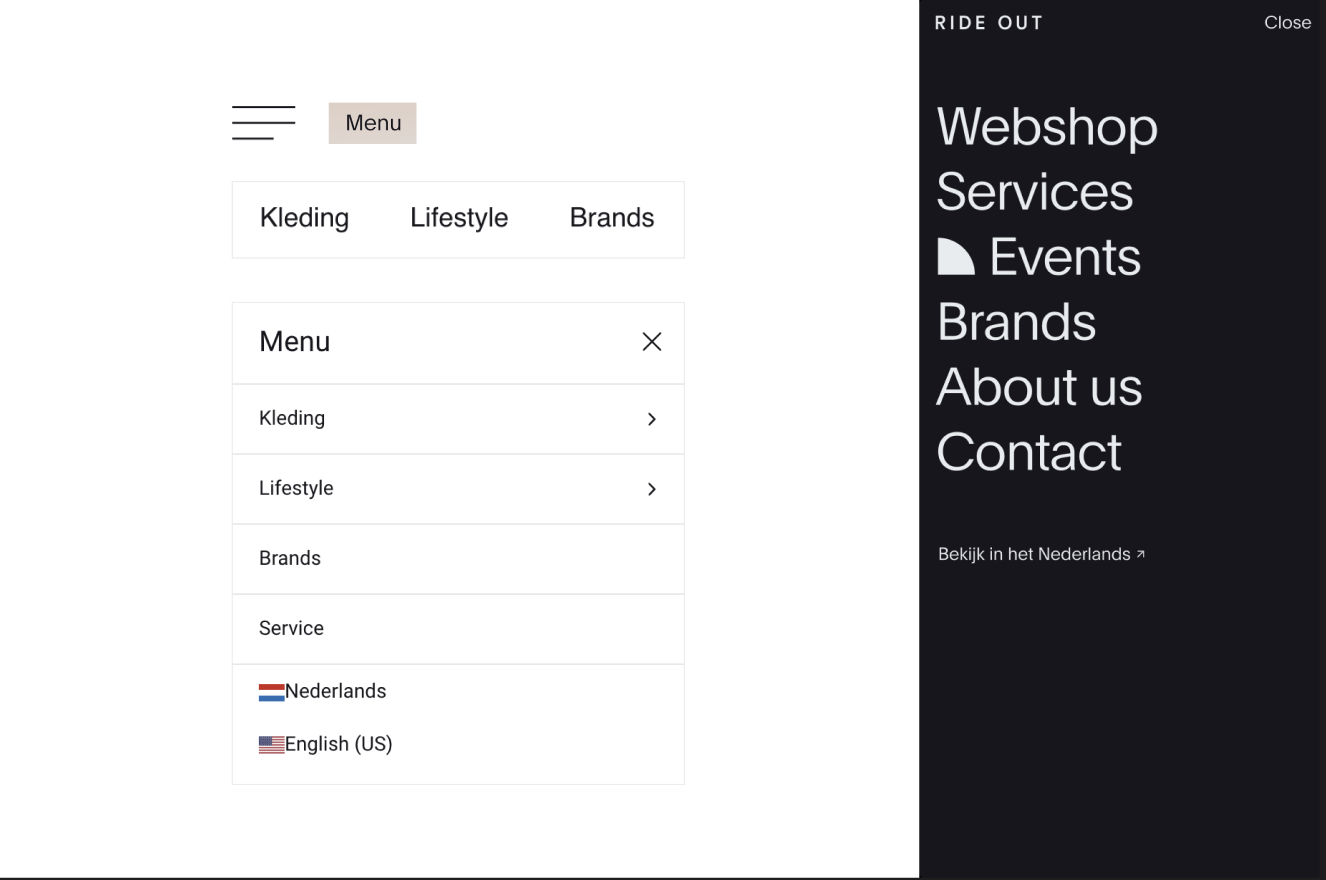 Menu
Kleding Lifestyle Brands
Menu
Kleding
Lifestyle
Brands
Service
Nederlands
English (US)
RIDE OUT Close
Webshop
Services
Events
Brands
About us
Contact
Bekijk in het Nederlands ↗